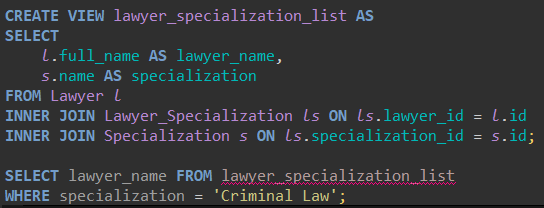 CREATE VIEW lawyer_specialization_list AS
SELECT
l.full_name AS lawyer_name,
s.name AS specialization
FROM Lawyer l
INNER JOIN Lawyer_Specialization ls ON ls.lawyer_id = l.id
INNER JOIN Specialization s ON ls.specialization_id = s.id;
SELECT lawyer_name FROM lawyer_specialization_list
WHERE specialization = 'Criminal Law';